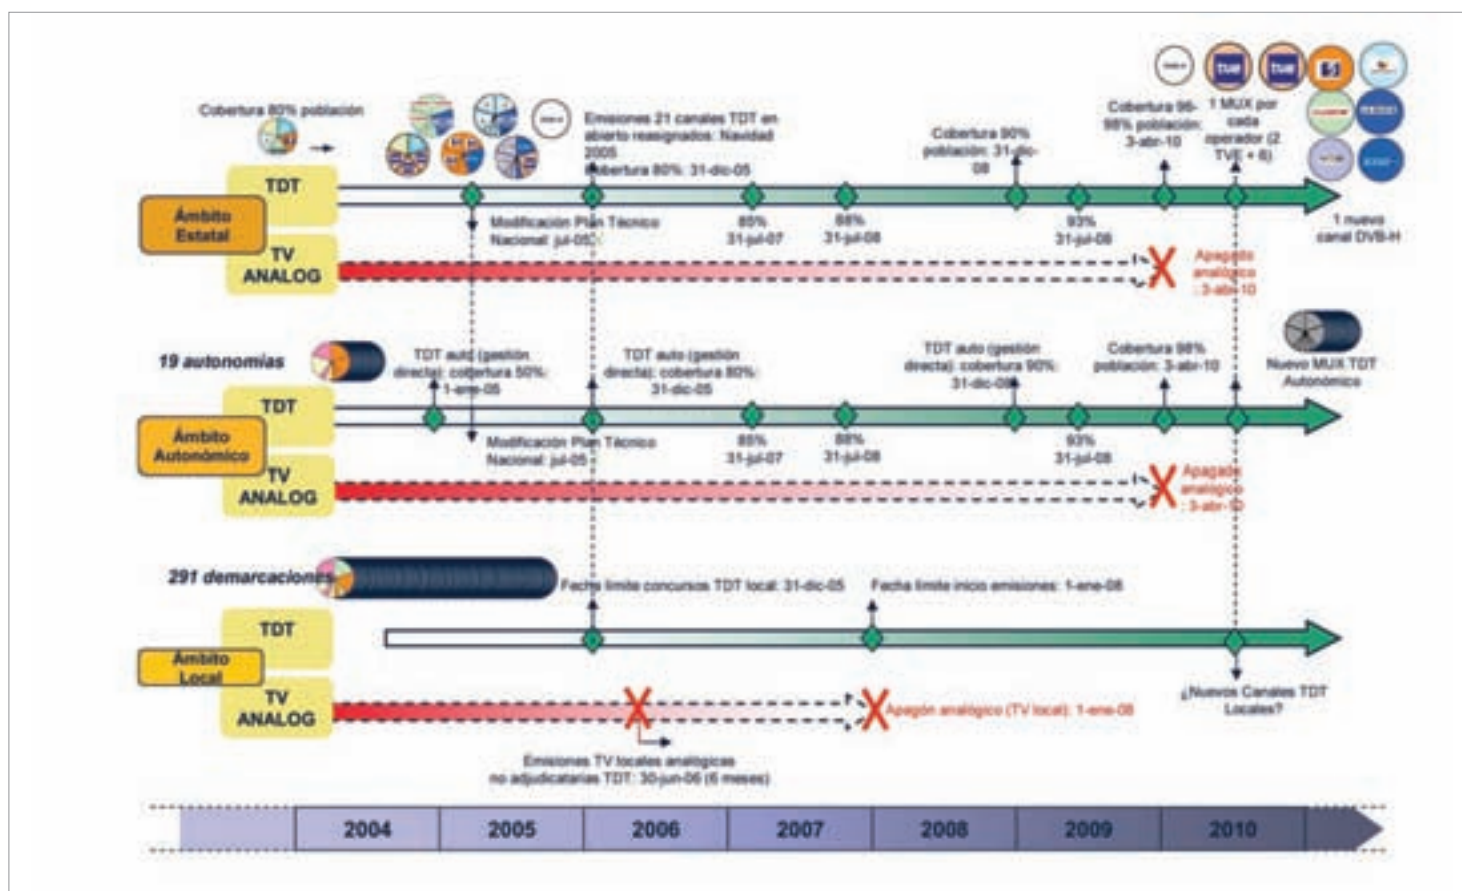 Cobertura 80% población
Emisiones 21 canales TDT en
abierto reasignados: Navidad
2005
Cobertura 80%: 31-dic-05
Cobertura 90%
población: 31-dic-
08
Cobertura 96-
98% población:
3-abr-10
1 MUX por
cada
operador (2
TVE + 6)
TDT
Ámbito
Estatal
Modificación Plan Técnico
Nacional: jul-05
85%
31-jul-07
88%
31-jul-08
93%
31-jul-08
1 nuevo
canal DVB-H
TV
ANALOG
Apagado
analógico
: 3-abr-10
19 autonomías
TDT auto (gestión
directa): cobertura 50%:
1-ene-05
TDT auto (gestión
directa): cobertura 80%:
31-dic-05
TDT auto (gestión
directa): cobertura 90%:
31-dic-08
Cobertura 98%
población: 3-abr-10
Nuevo MUX TDT
Autonómico
TDT
Ámbito
Autonómico
Modificación Plan Técnico
Nacional: jul-05
85%
31-jul-07
88%
31-jul-08
93%
31-jul-08
TV
ANALOG
Apagado
analógico
: 3-abr-10
291 demarcaciones
Fecha límite concursos TDT local: 31-dic-05
Fecha límite inicio emisiones: 1-ene-08
TDT
Ámbito
Local
¿Nuevos Canales TDT
Locales?
TV
ANALOG
Apagón analógico (TV local): 1-ene-08
Emisiones TV locales analógicas
no adjudicatarias TDT: 30-jun-06 (6 meses)
2004
2005
2006
2007
2008
2009
2010